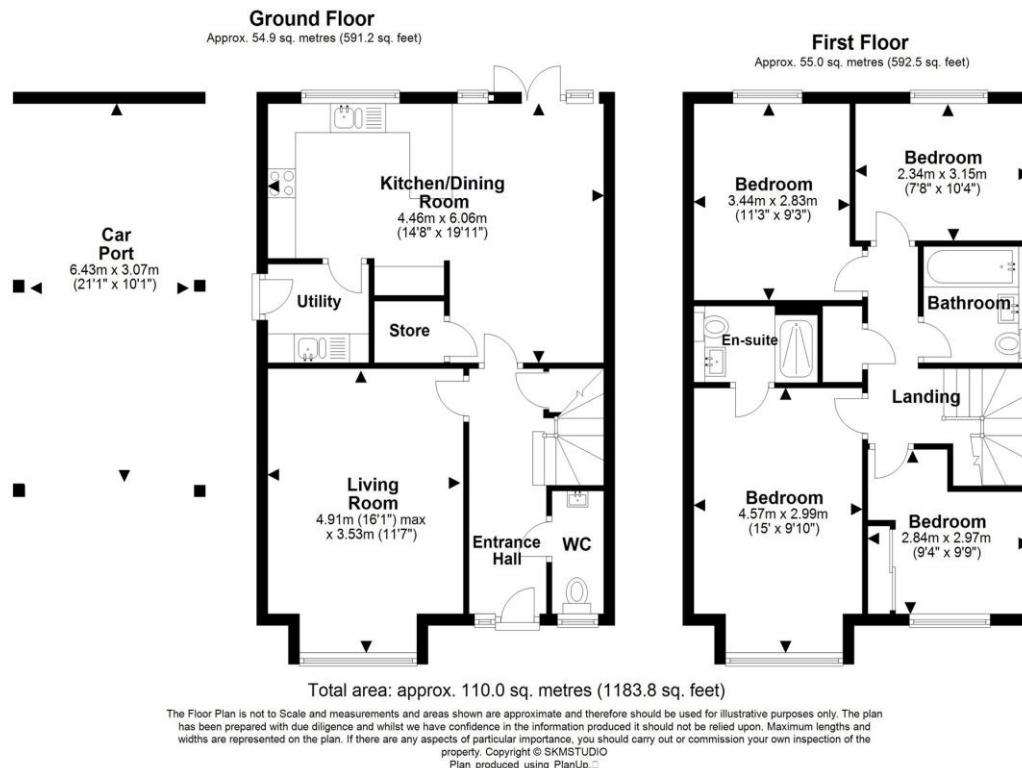 Ground Floor
Approx. 54.9 sq. metres (591.2 sq. feet)
Car
Port
6.43m x 3.07m
(21'1" x 10'1")
Kitchen/Dining
Room
4.46m x 6.06m
(14'8" x 19'11")
Utility
Store
Living
Room
4.91m (16'1") max
x 3.53m (11'7")
Entrance
Hall
WC
First Floor
Approx. 55.0 sq. metres (592.5 sq. feet)
Bedroom
3.44m x 2.83m
(11'3" x 9'3")
Bedroom
2.34m x 3.15m
(7'8" x 10'4")
Bathroom
En-suite
Landing
Bedroom
4.57m x 2.99m
(15' x 9'10")
Bedroom
2.84m x 2.97m
(9'4" x 9'9")
Total area: approx. 110.0 sq. metres (1183.8 sq. feet)
The Floor Plan is not to Scale and measurements and areas shown are approximate and therefore should be used for illustrative purposes only. The plan
has been prepared with due diligence and whilst we have confidence in the information produced it should not be relied upon. Maximum lengths and
widths are represented on the plan. If there are any aspects of particular importance, you should carry out or commission your own inspection of the
property. Copyright © SKMSTUDIO
Plan produced using PlanUp.